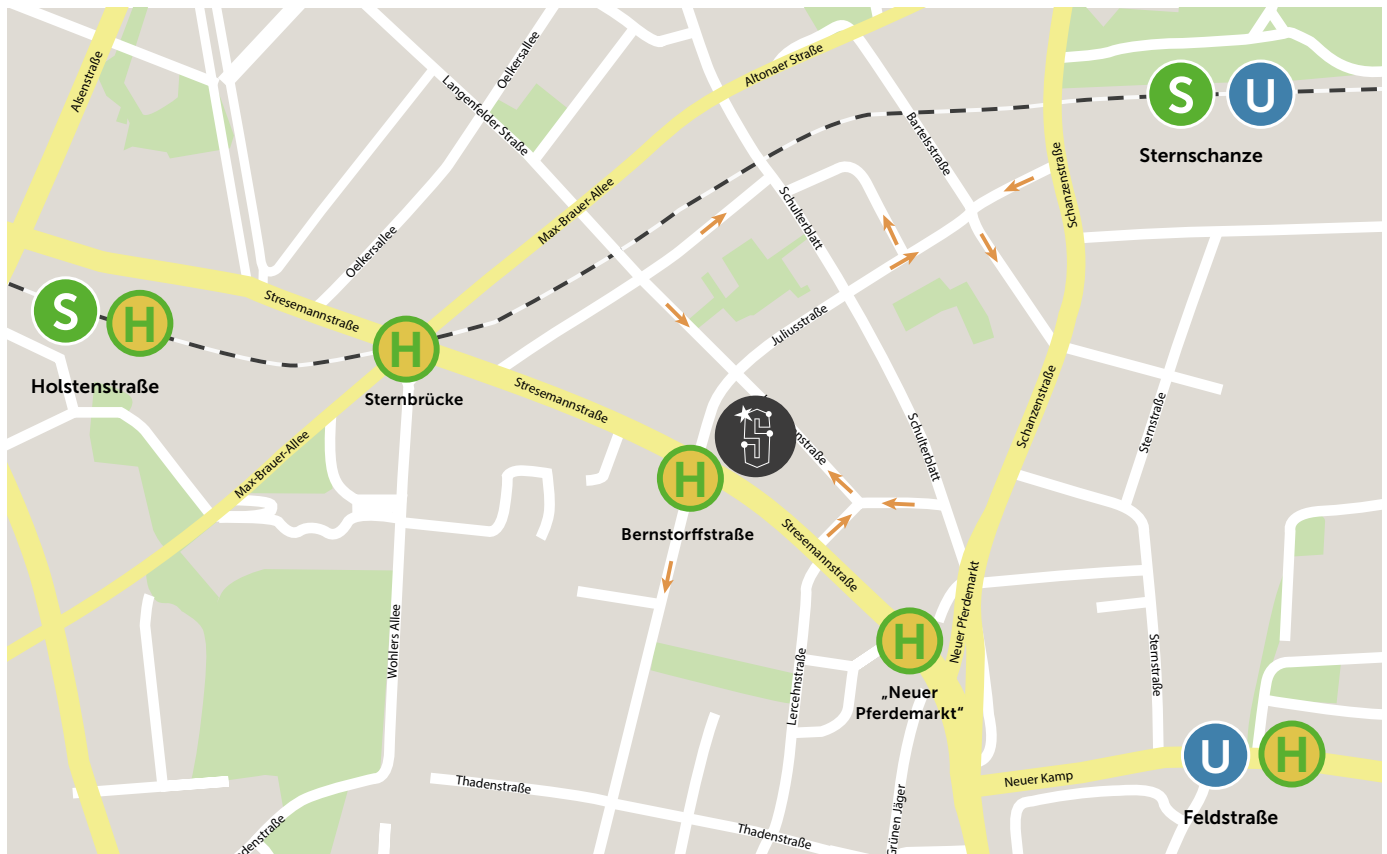 Alsenstraße
Oelkersallee
Langenfelder Straße
Altonaer Straße
Bartelsstraße
S
U
Sternschanze
Schanzenstraße
Max-Brauer-Allee
Schulterblatt
Oelkersallee
S
H
Holstenstraße
Stresemannstraße
H
Sternbrücke
Juliusstraße
Stresemannstraße
Schanzenstraße
Sternstraße
Schulterblatt
Max-Brauer-Allee
S
H
Bernstorffstraße
Stresemannstraße
Neuer Pferdemarkt
H
„Neuer
Pferdemarkt“
Wohlers Allee
Lercehnstraße
Sternstraße
U
H
Feldstraße
Neuer Kamp
Thadenstraße
Thadenstraße
Grünen Jäger